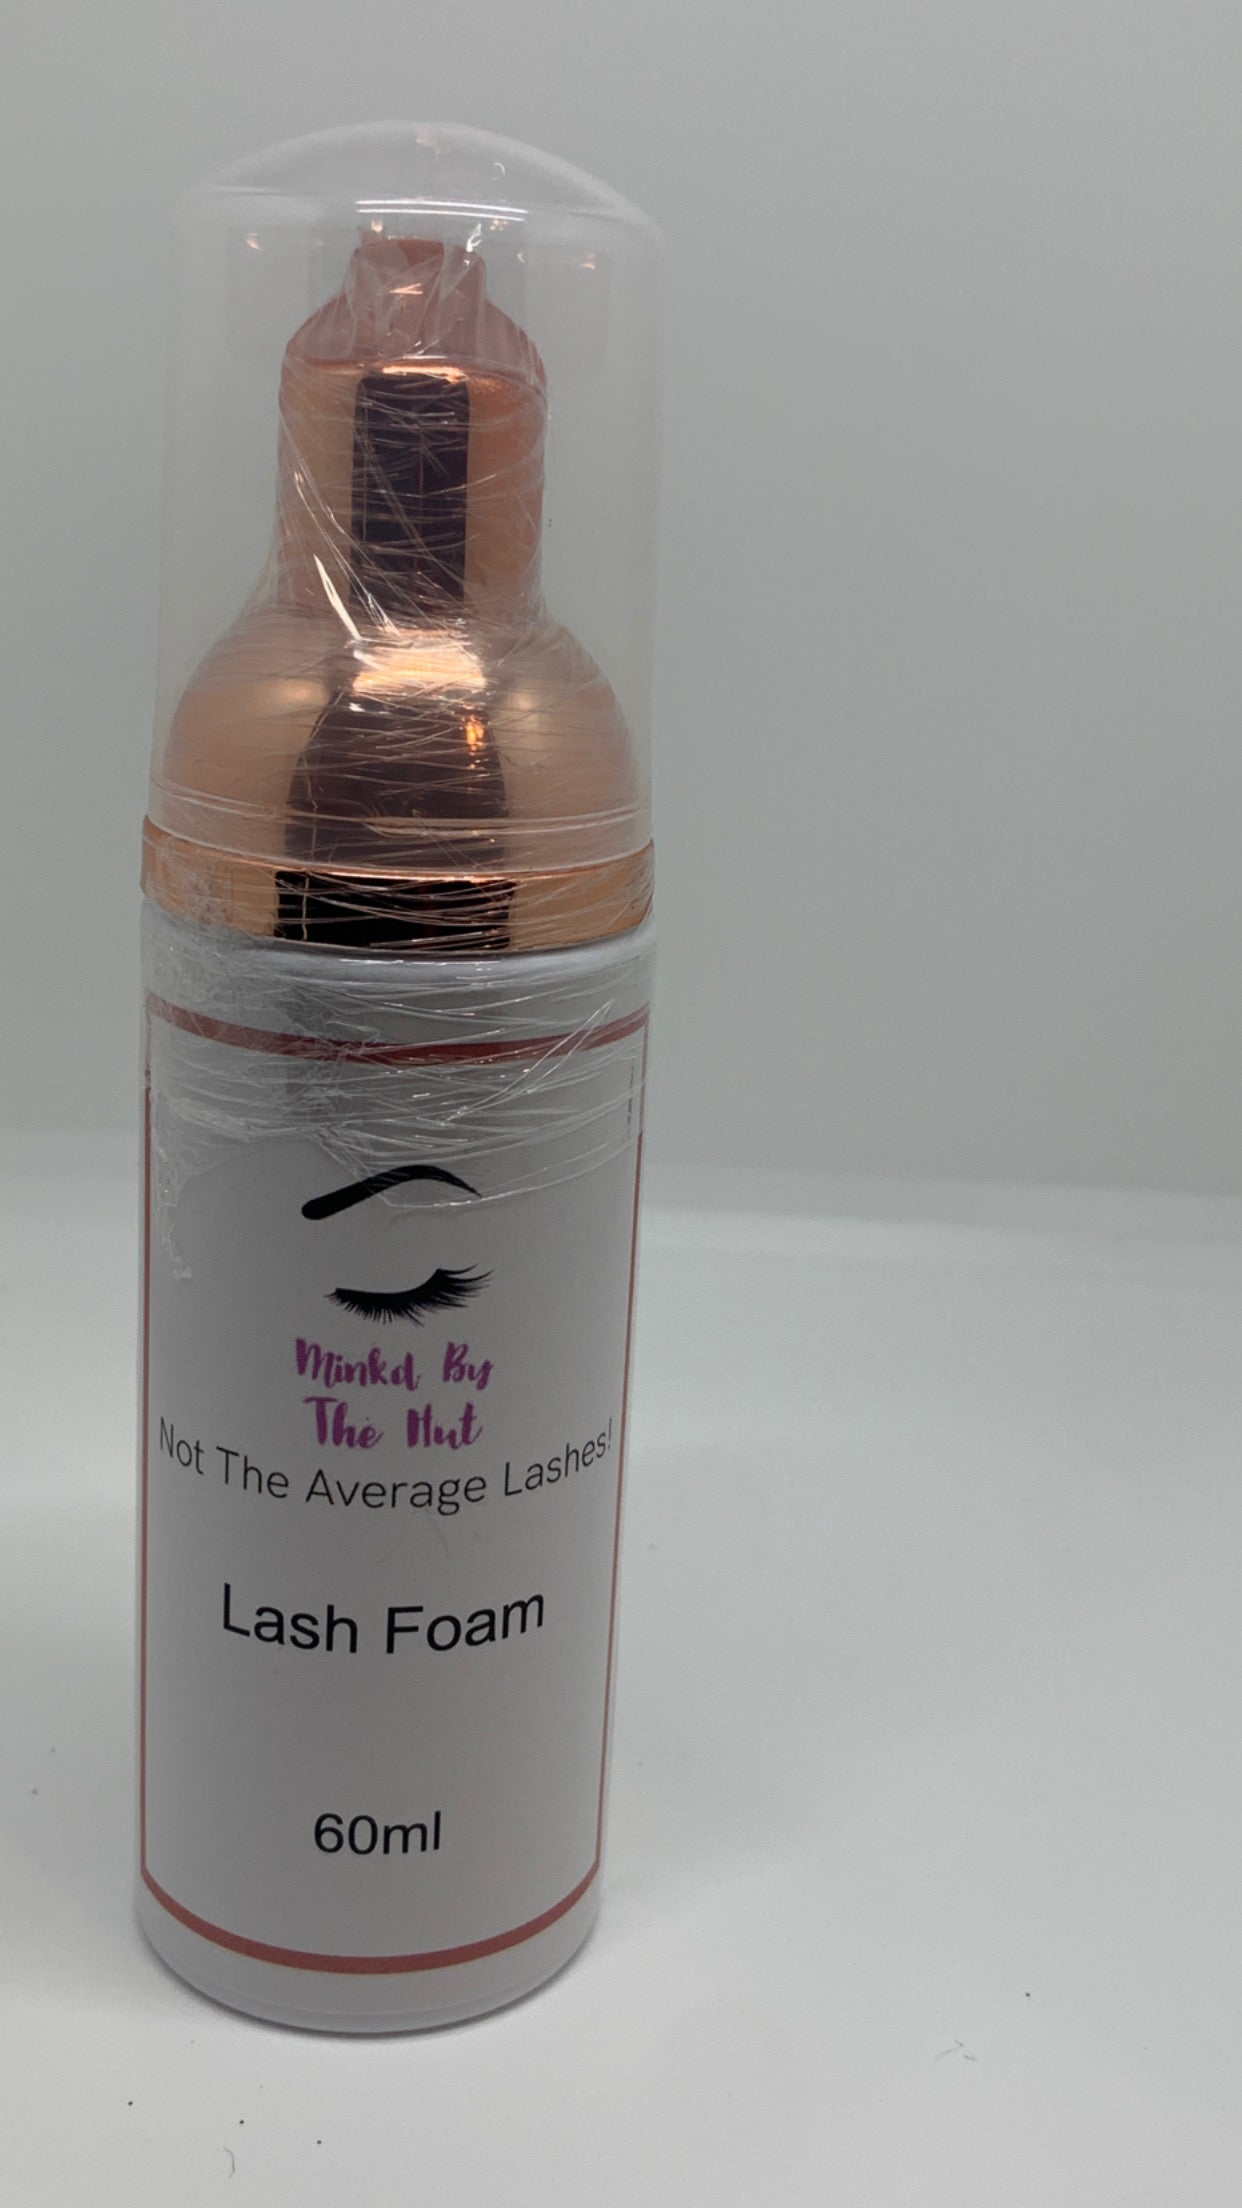 Minkd By
The Hut
Not The Average Lashes!
Lash Foam
60ml